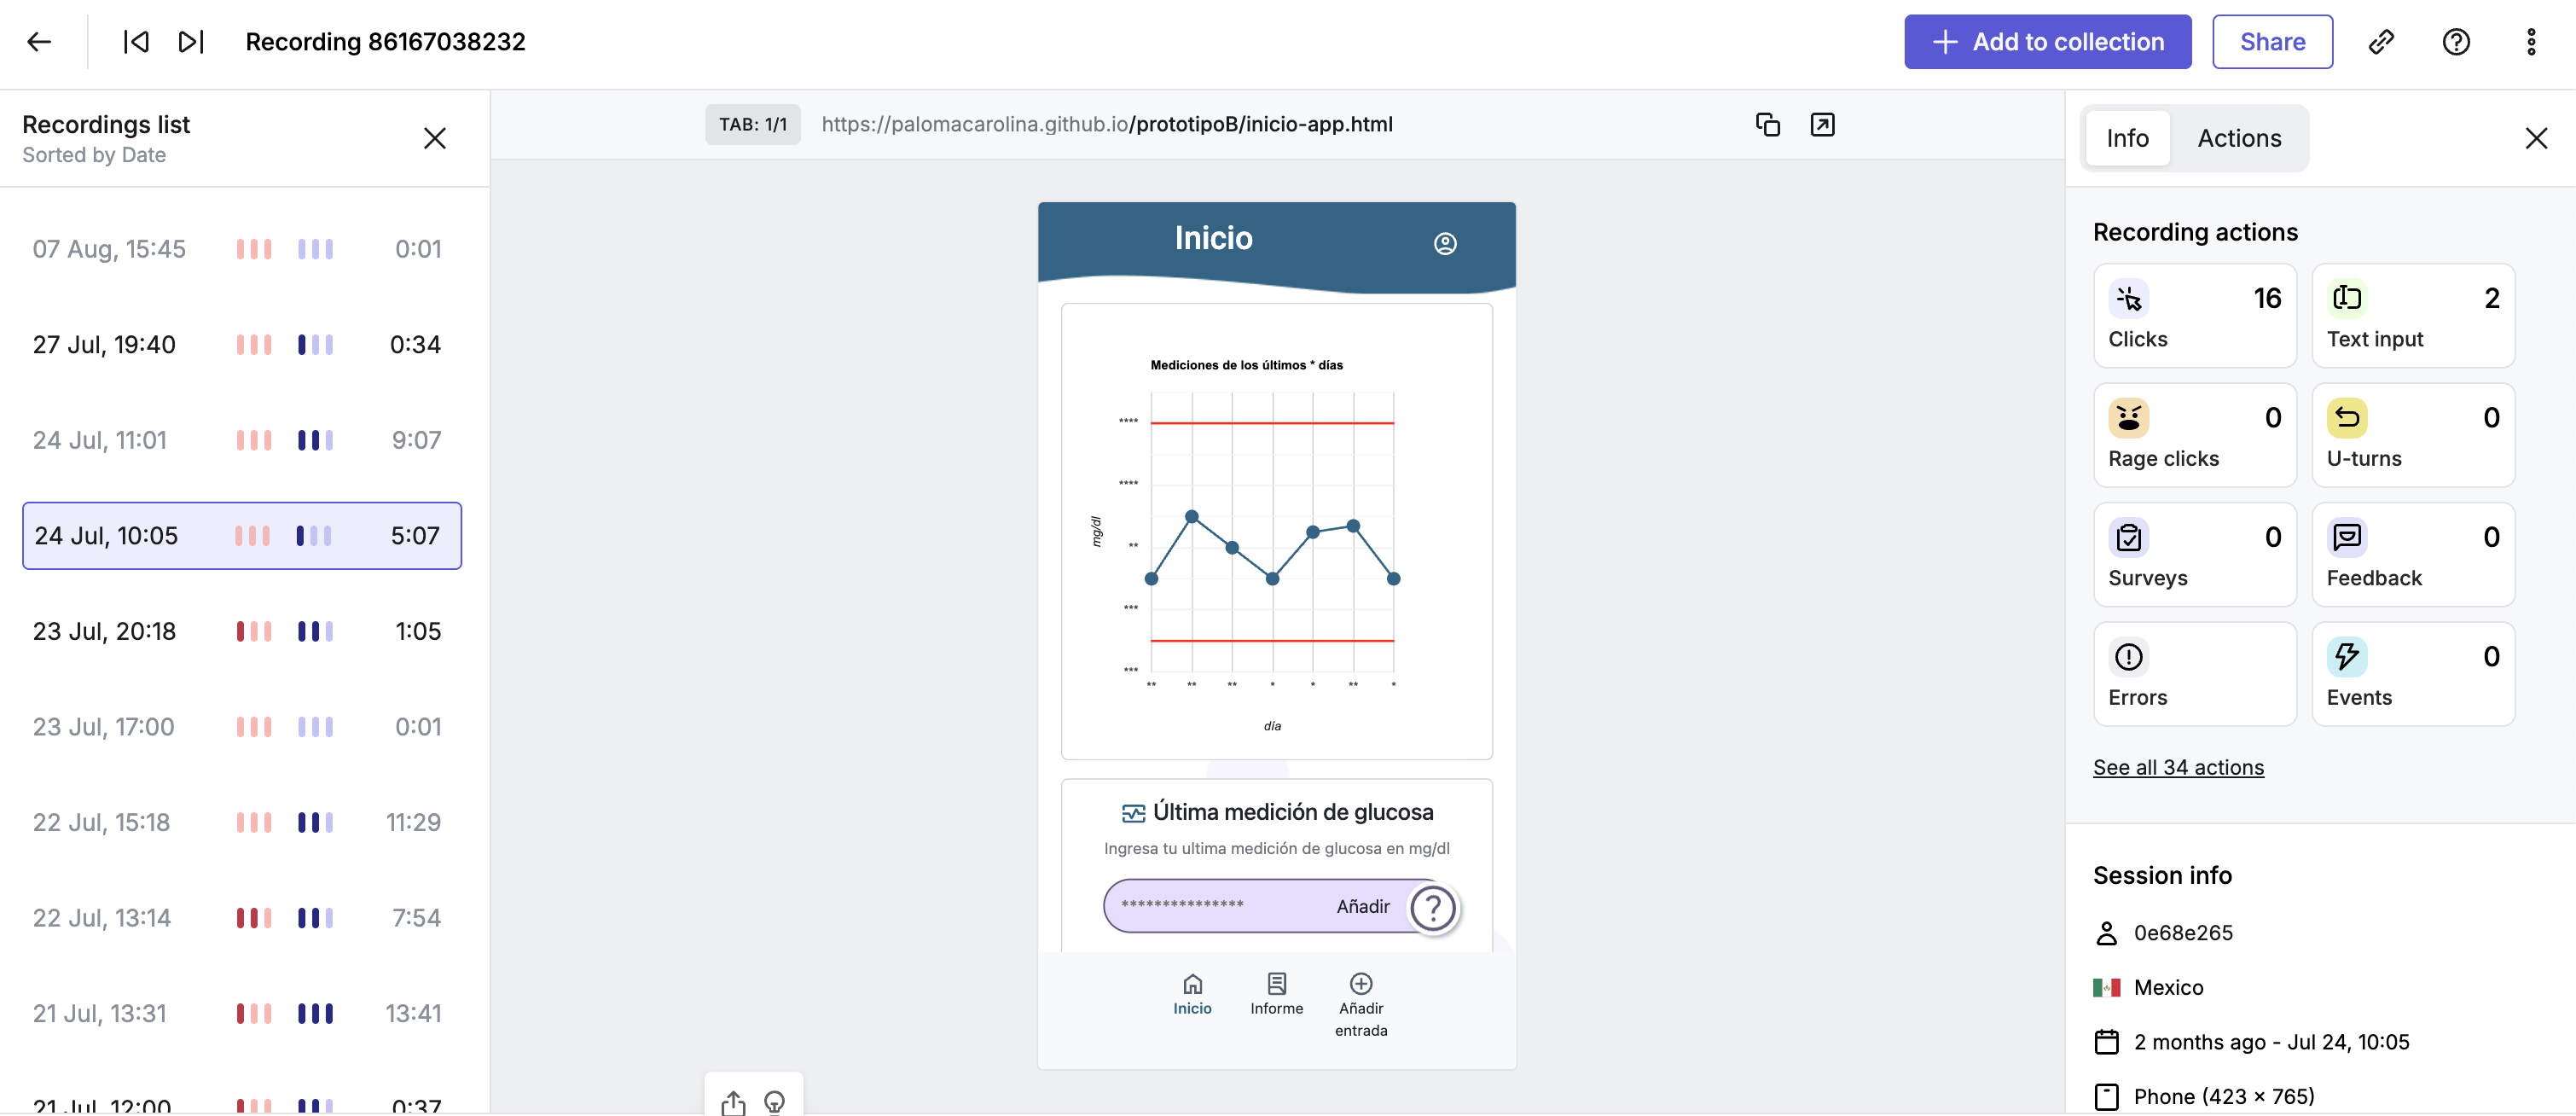 Recording 86167038232
Add to collection
Share
Recordings list
Sorted by Date
07 Aug, 15:45 0:01
27 Jul, 19:40 0:34
24 Jul, 11:01 9:07
24 Jul, 10:05 5:07
23 Jul, 20:18 1:05
23 Jul, 17:00 0:01
22 Jul, 15:18 11:29
22 Jul, 13:14 7:54
21 Jul, 13:31 13:41
21 Jul, 12:00 0:37
TAB: 1/1 https://palomacarolina.github.io/prototipoB/inicio-app.html
Inicio
Mediciones de los últimos * días
****
****
mg/dl
**
***
***
** ** ** * * ** *
día
Última medición de glucosa
Ingresa tu ultima medición de glucosa en mg/dl
*************** Añadir ?
Inicio
Informe
Añadir
entrada
Info Actions
Recording actions
16
Clicks
2
Text input
0
Rage clicks
0
U-turns
0
Surveys
0
Feedback
Errors
0
Events
See all 34 actions
Session info
0e68e265
Mexico
2 months ago - Jul 24, 10:05
Phone (423 × 765)